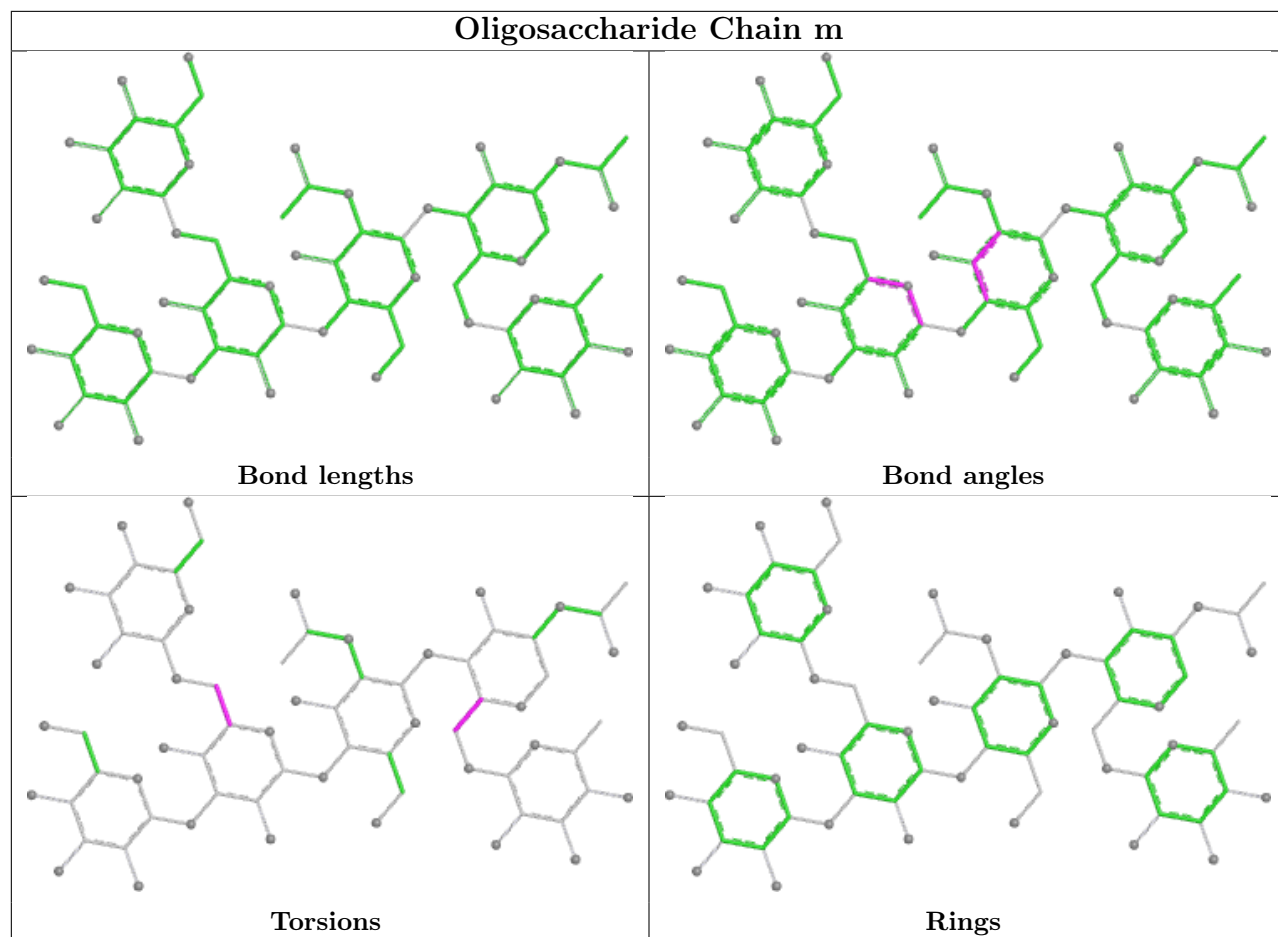 Oligosaccharide Chain m
Bond lengths
Bond angles
Torsions
Rings